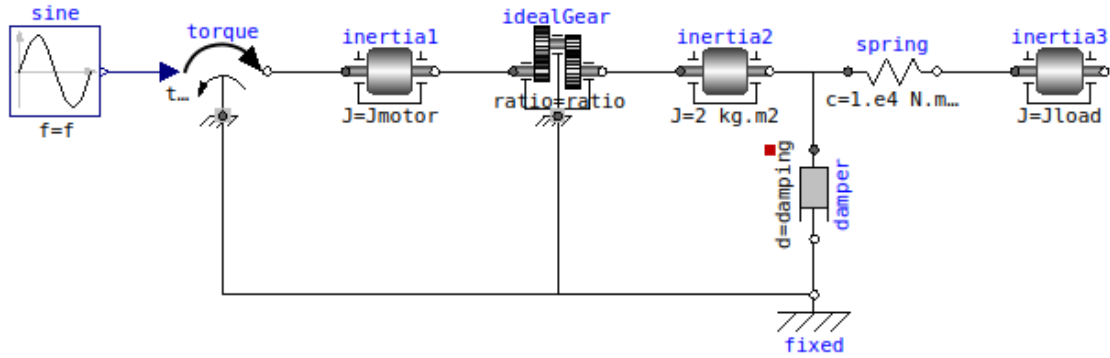 sine
f=f
torque
t...
inertia1
J=Jmotor
idealGear
ratio=ratio
inertia2
J=2 kg.m2
spring
c=1.e4 N.m...
inertia3
J=Jload
d=damping
damper
fixed